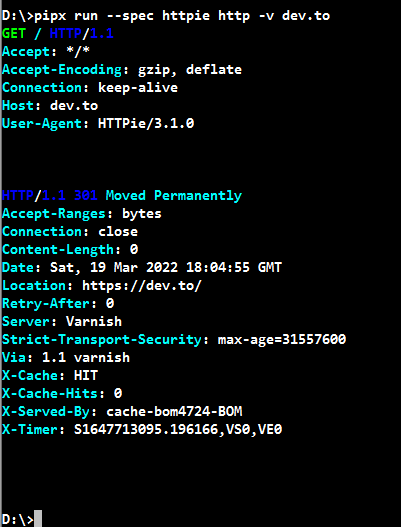 D:\>pipx run --spec httpie http -v dev.to
GET / HTTP/1.1
Accept: */*
Accept-Encoding: gzip, deflate
Connection: keep-alive
Host: dev.to
User-Agent: HTTPie/3.1.0
HTTP/1.1 301 Moved Permanently
Accept-Ranges: bytes
Connection: close
Content-Length: 0
Date: Sat, 19 Mar 2022 18:04:55 GMT
Location: https://dev.to/
Retry-After: 0
Server: Varnish
Strict-Transport-Security: max-age=31557600
Via: 1.1 varnish
X-Cache: HIT
X-Cache-Hits: 0
X-Served-By: cache-bom4724-BOM
X-Timer: S1647713095.196166,VS0,VE0
D:\>